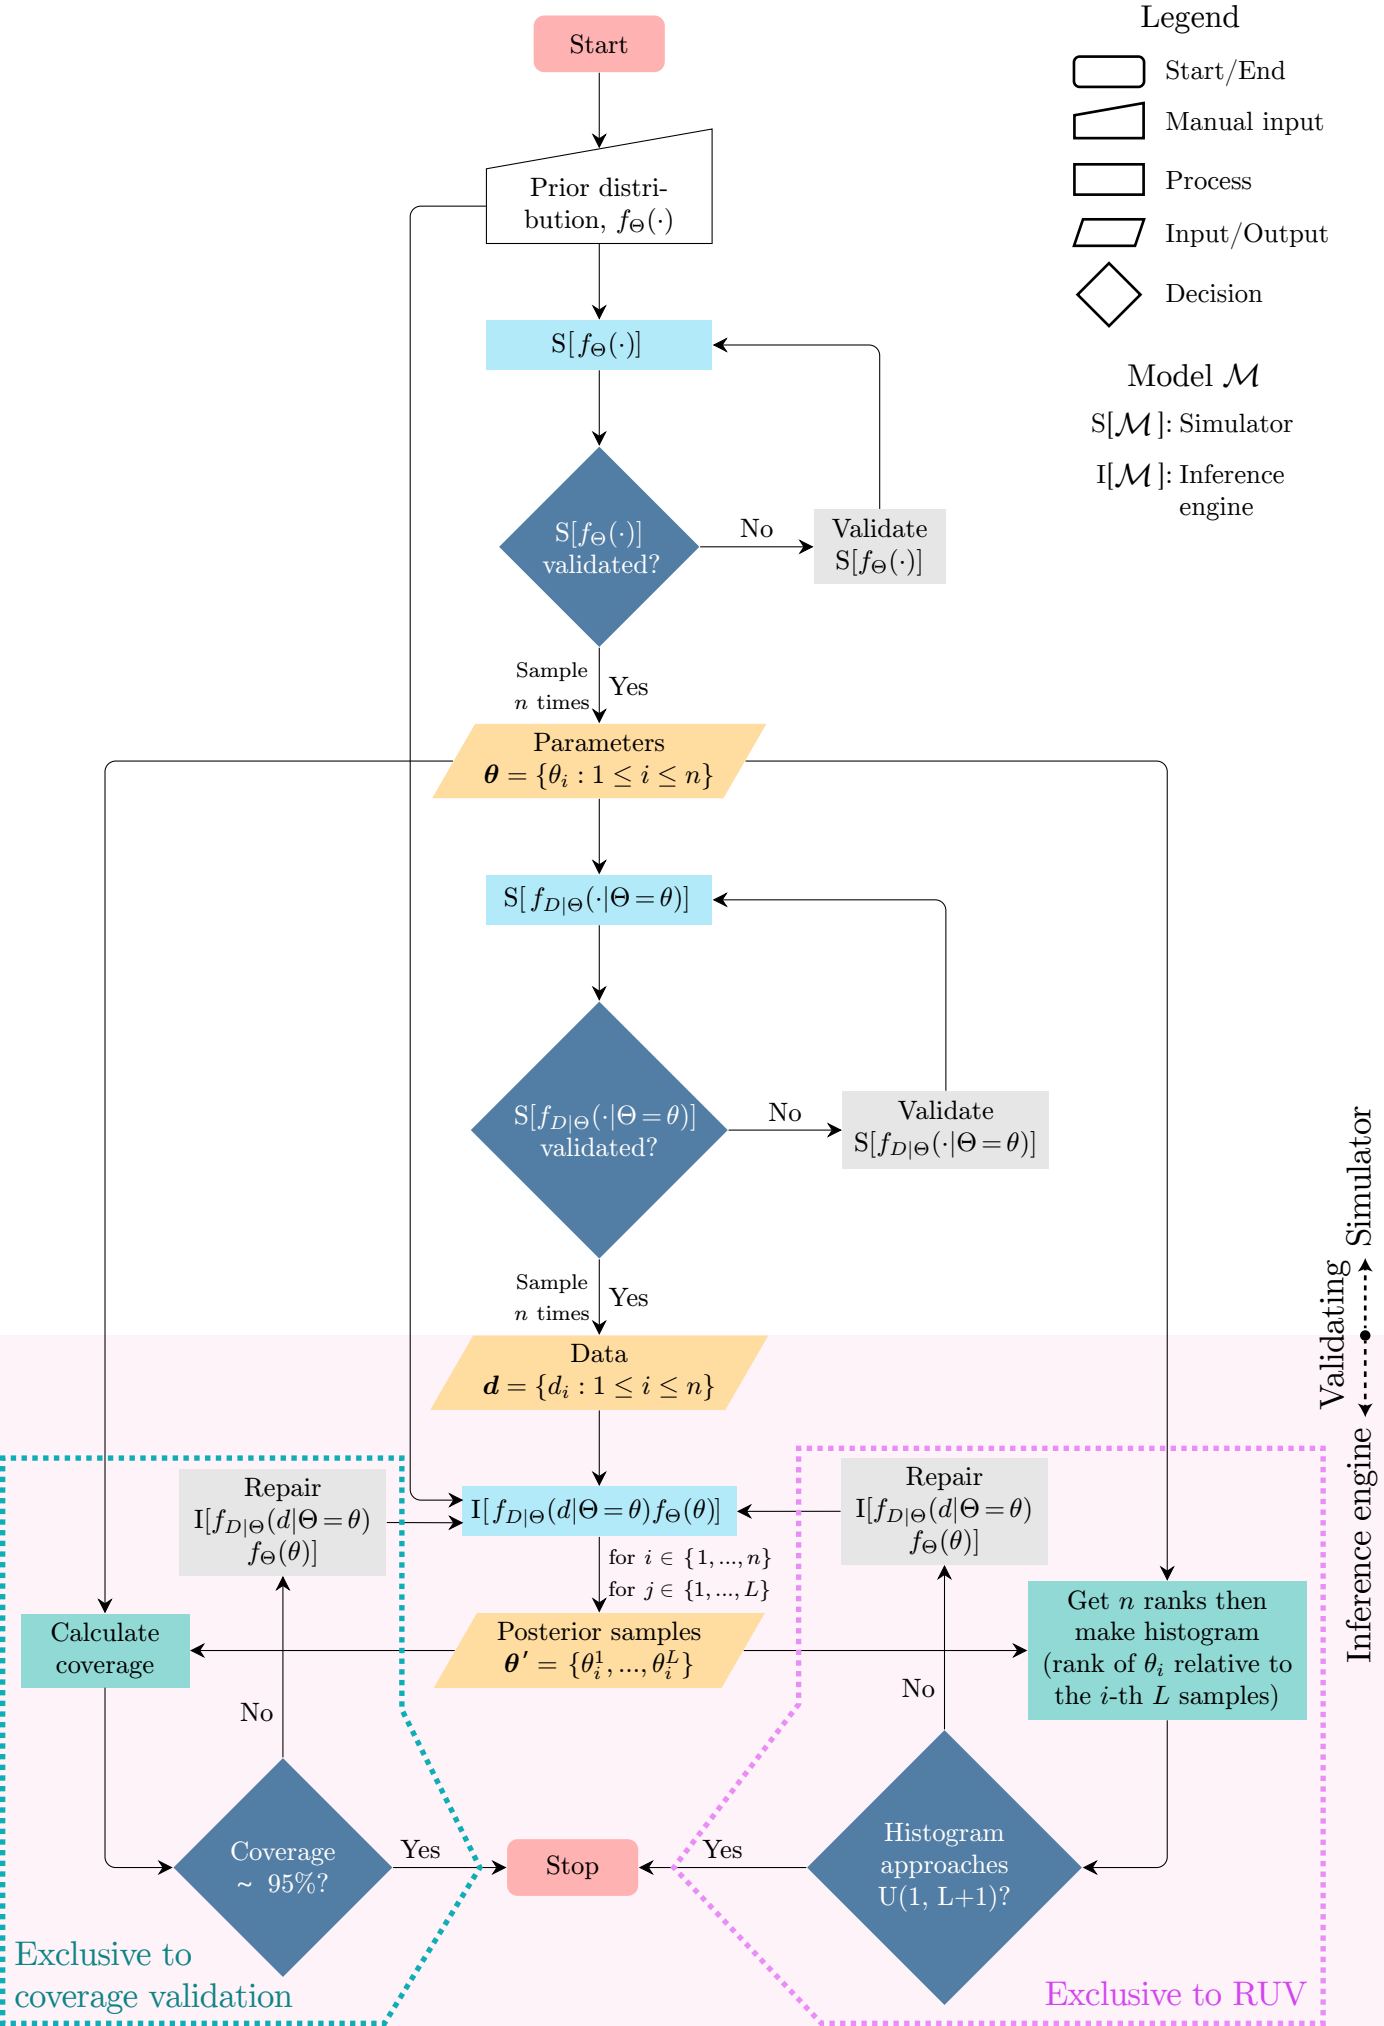 Start
Legend
Start/End
Manual input
Process
Input/Output
Decision
Model ℳ
S[ℳ]: Simulator
I[ℳ]: Inference
engine
Prior distri-
bution, f_Θ(·)
S[f_Θ(·)]
S[f_Θ(·)]
validated?
No
Validate
S[f_Θ(·)]
Sample
n times
Yes
Parameters
θ = {θ_i : 1 ≤ i ≤ n}
S[f_{D|Θ}(·|Θ = θ)]
S[f_{D|Θ}(·|Θ = θ)]
validated?
No
Validate
S[f_{D|Θ}(·|Θ = θ)]
Sample
n times
Yes
Validating
Simulator
Inference engine
Data
d = {d_i : 1 ≤ i ≤ n}
Repair
I[f_{D|Θ}(d|Θ = θ)
f_Θ(θ)]
I[f_{D|Θ}(d|Θ = θ)f_Θ(θ)]
Repair
I[f_{D|Θ}(d|Θ = θ)
f_Θ(θ)]
for i ∈ {1, ..., n}
for j ∈ {1, ..., L}
Calculate
coverage
Posterior samples
θ′ = {θ_i^1, ..., θ_i^L}
Get n ranks then
make histogram
(rank of θ_i relative to
the i-th L samples)
No
No
Coverage
~ 95%?
Yes
Stop
Yes
Histogram
approaches
U(1, L+1)?
Exclusive to
coverage validation
Exclusive to RUV